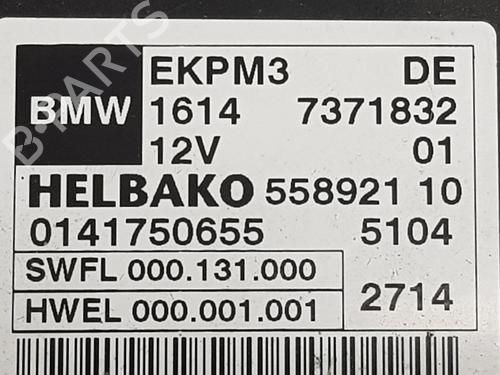 BMW
EKPM3 DE
1614 7371832
12V 01
HELBAKO 558921 10
0141750655 5104
SWFL 000.131.000
HWEL 000.001.001
2714
B-PARTS